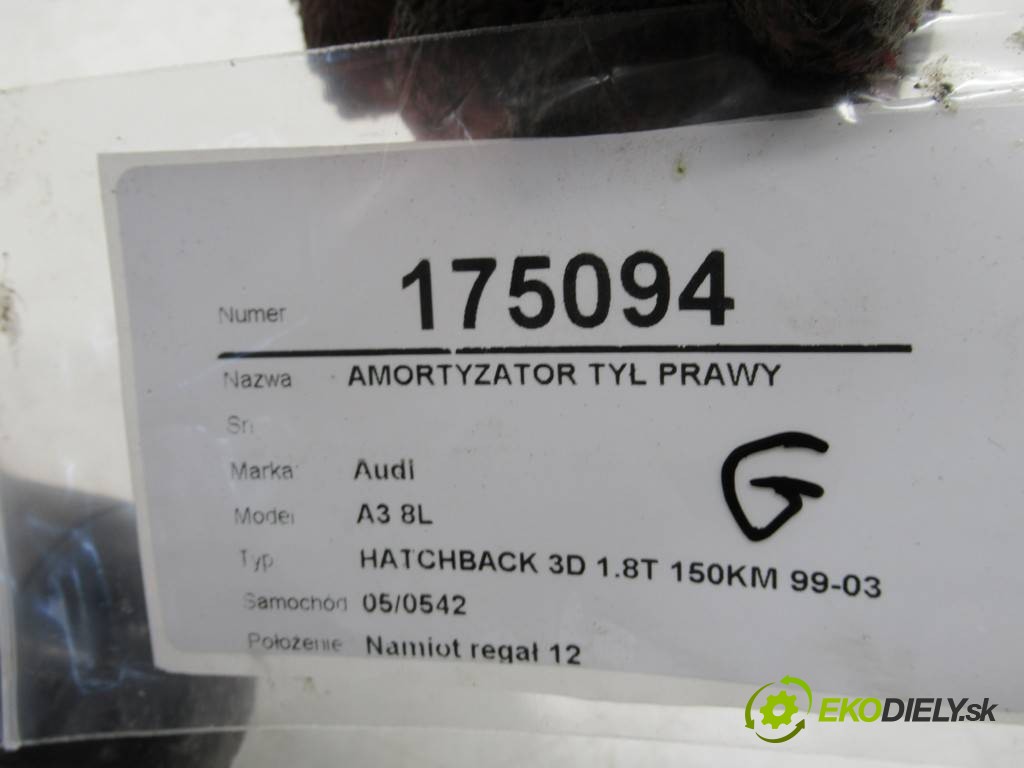 Numer 175094
Nazwa AMORTYZATOR TYL PRAWY
Sn
Marka Audi
G
Model A3 8L
Typ HATCHBACK 3D 1.8T 150KM 99-03
Samochód 05/0542
Położenie Namiot regał 12
EKODIELY.sk